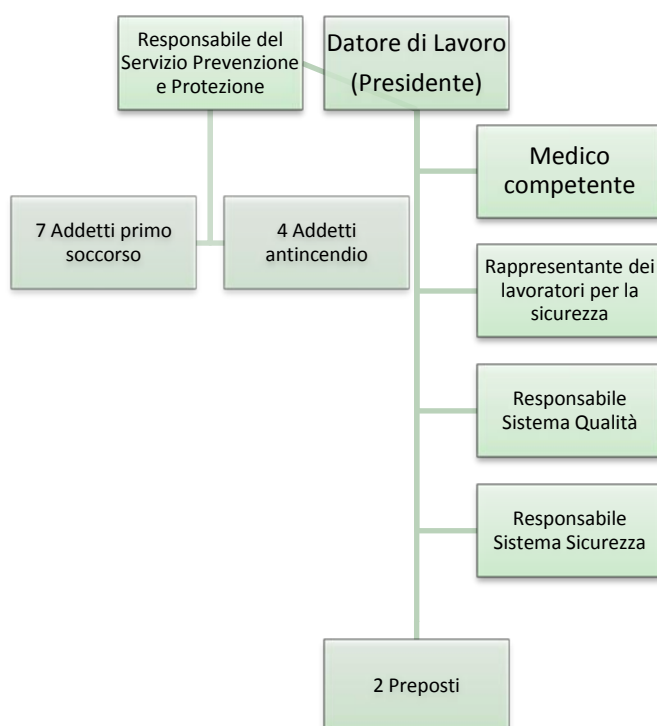 Responsabile del
Servizio Prevenzione
e Protezione
Datore di Lavoro
(Presidente)
Medico
competente
7 Addetti primo
soccorso
4 Addetti
antincendio
Rappresentante dei
lavoratori per la
sicurezza
Responsabile
Sistema Qualità
Responsabile
Sistema Sicurezza
2 Preposti